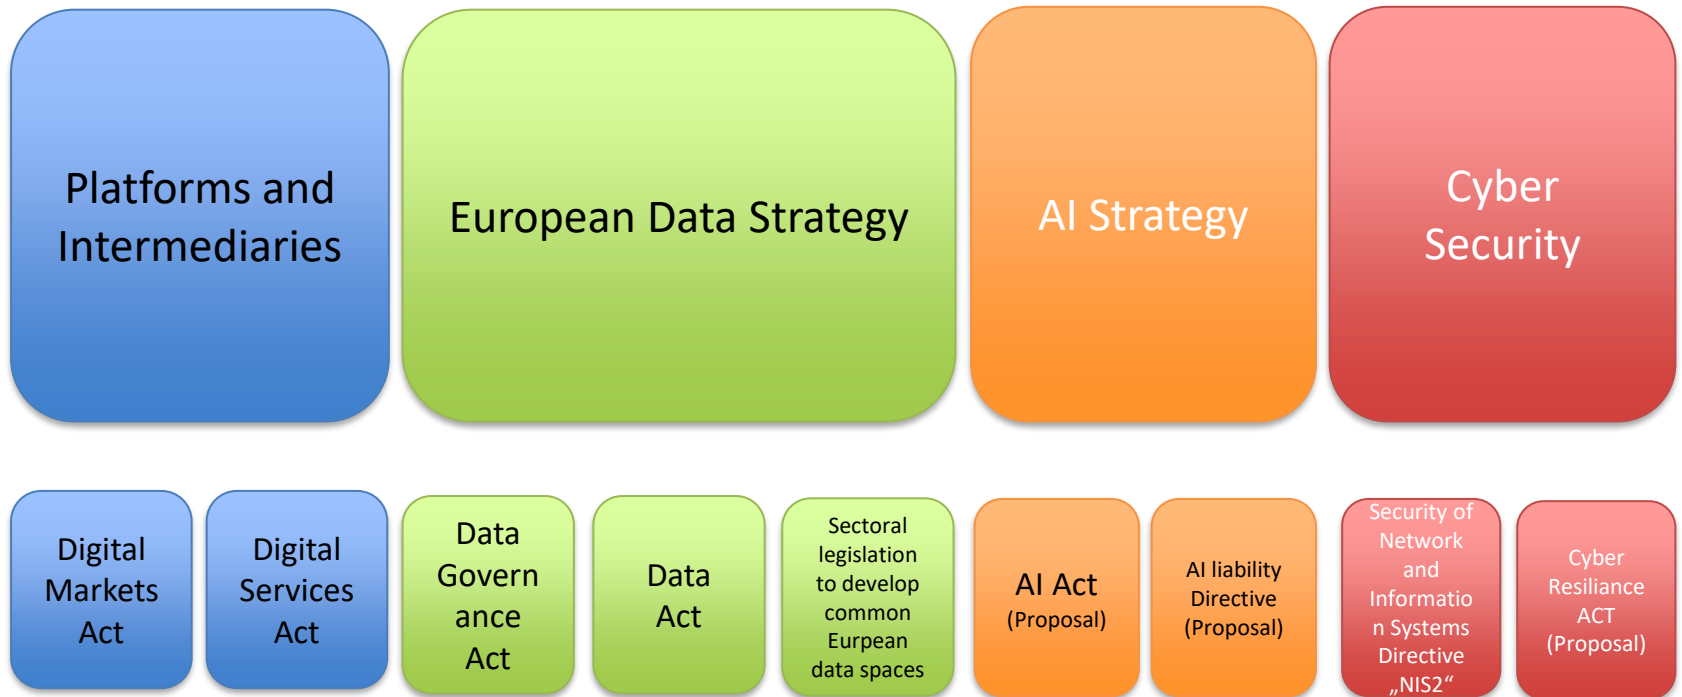 Platforms and
Intermediaries
European Data Strategy
AI Strategy
Cyber
Security
Digital
Markets
Act
Digital
Services
Act
Data
Govern
ance
Act
Data
Act
Sectoral
legislation
to develop
common
Eurpean
data spaces
AI Act
(Proposal)
AI liability
Directive
(Proposal)
Security of
Network
and
Informatio
n Systems
Directive
„NIS2“
Cyber
Resiliance
ACT
(Proposal)